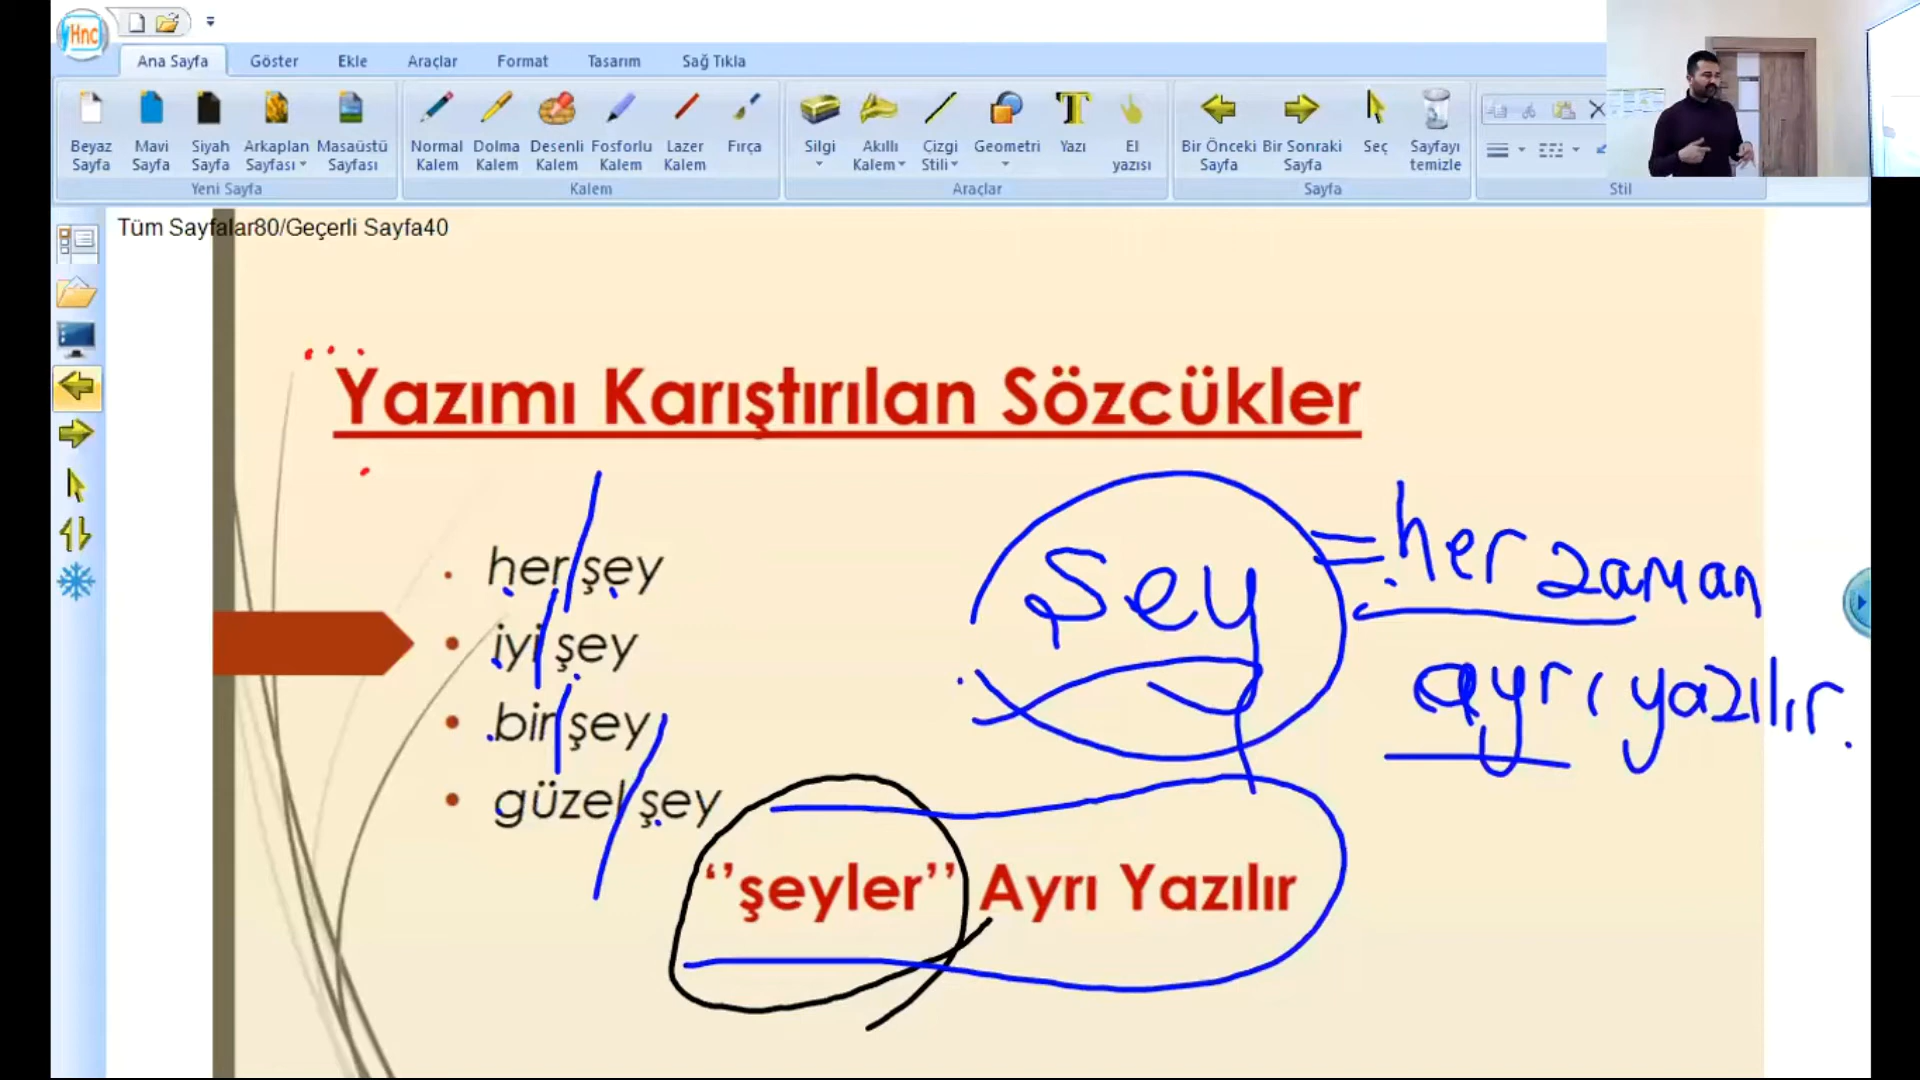 Hnc
Ana Sayfa Göster Ekle Araçlar Format Tasarım Sağ Tıkla
Beyaz Sayfa Mavi Sayfa Siyah Sayfa Arkaplan Sayfası Masaüstü Sayfası Normal Kalem Dolma Kalem Desenli Kalem Fosforlu Kalem Lazer Kalem Fırça Silgi Akıllı Kalem Çizgi Stili Geometri Yazı El yazısı Bir Önceki Sayfa Bir Sonraki Sayfa Seç Sayfayı temizle
Yeni Sayfa Kalem Araçlar Sayfa Stil
Tüm Sayfalar80/Geçerli Sayfa40
Yazımı Karıştırılan Sözcükler
her şey
iyi şey
bir şey
güzel şey
‘’şeyler’’ Ayrı Yazılır
Şey = her zaman
ayrı yazılır.